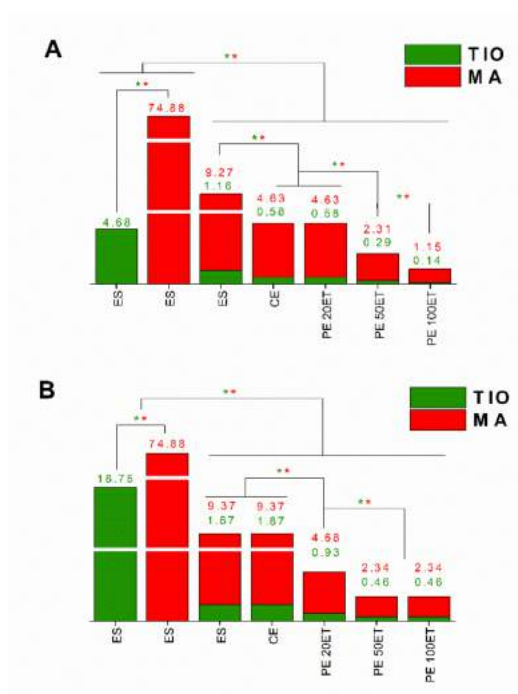 A
TIO
MA
**
**
74.88
4.68
**
9.27
1.16
4.63
0.58
4.63
0.58
**
2.31
0.29
**
1.15
0.14
ES
ES
ES
CE
PE 20ET
PE 50ET
PE 100ET
B
TIO
MA
**
**
74.88
18.75
9.37
1.87
**
9.37
1.87
4.68
0.93
**
2.34
0.46
2.34
0.46
ES
ES
ES
CE
PE 20ET
PE 50ET
PE 100ET